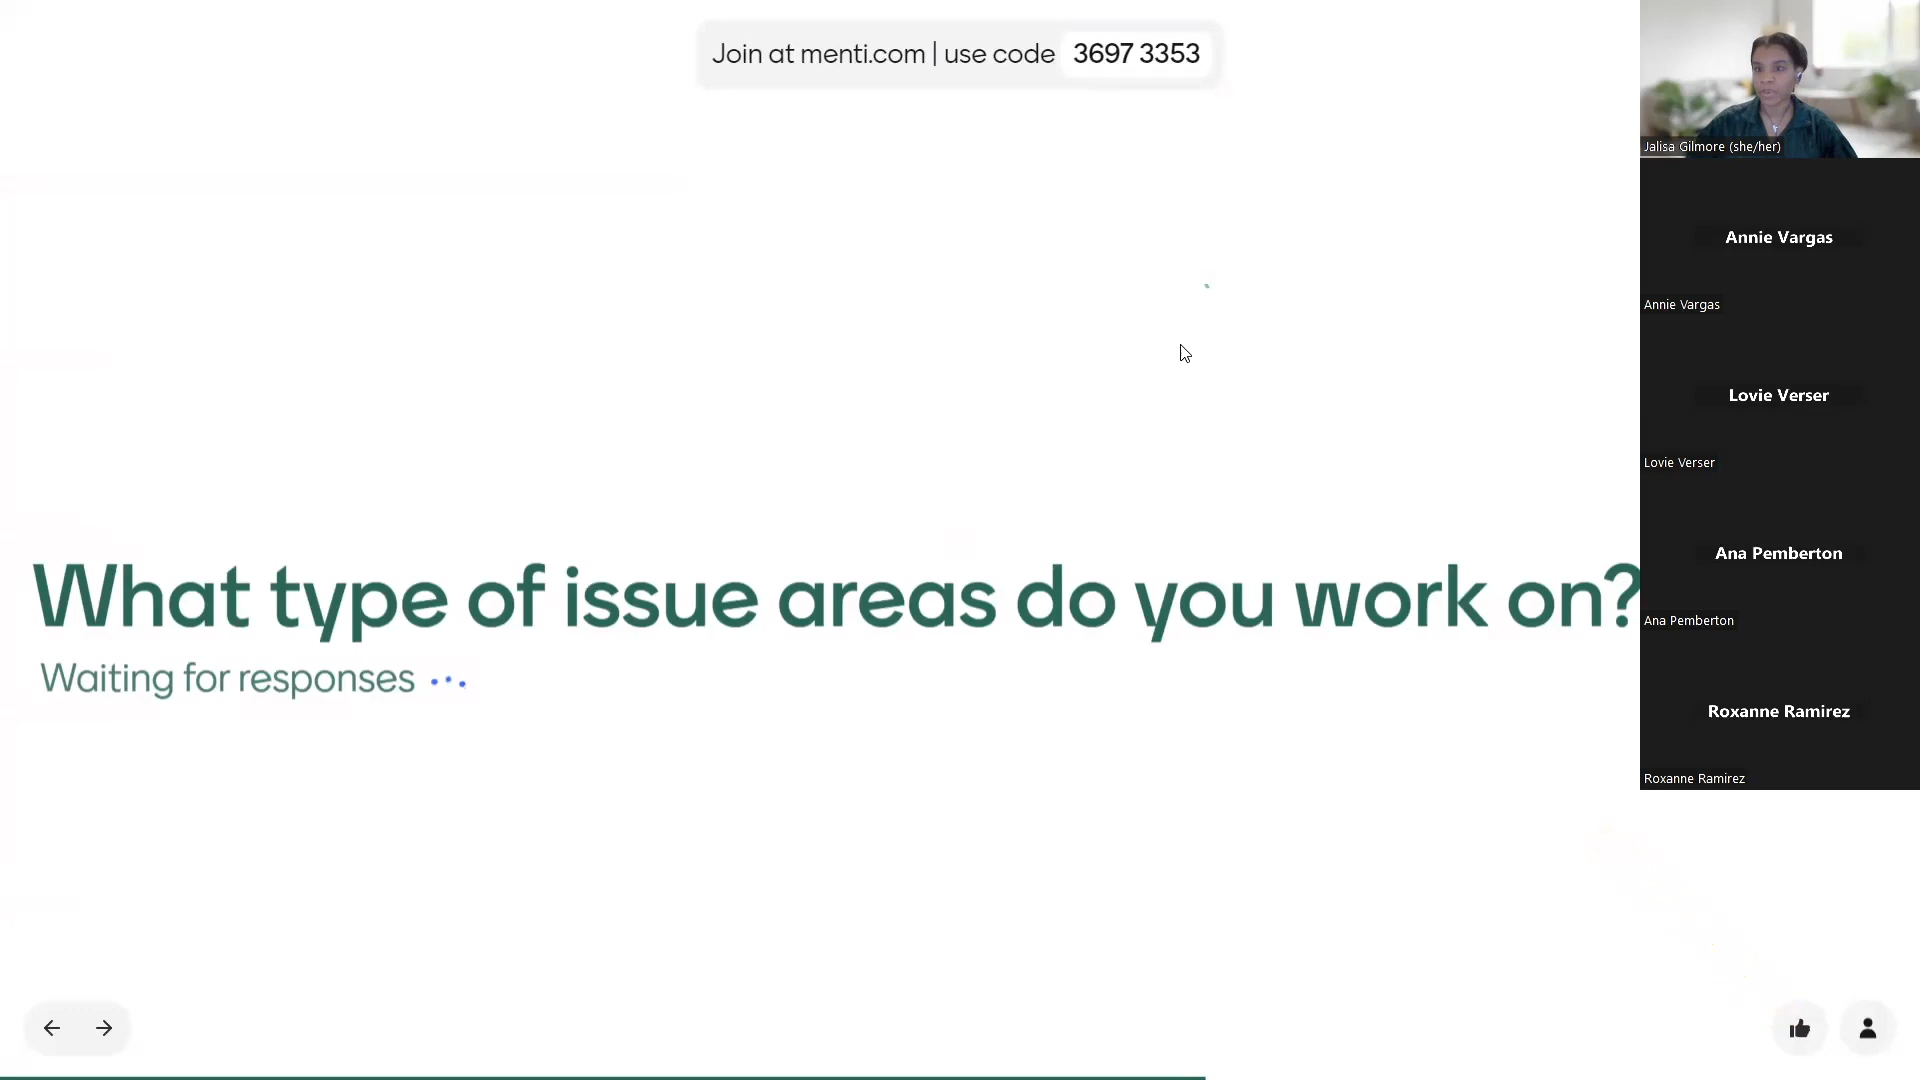 Join at menti.com | use code 3697 3353
Jalisa Gilmore (she/her)
Annie Vargas
Annie Vargas
Lovie Verser
Lovie Verser
Ana Pemberton
What type of issue areas do you work on?
Ana Pemberton
Waiting for responses
Roxanne Ramirez
Roxanne Ramirez